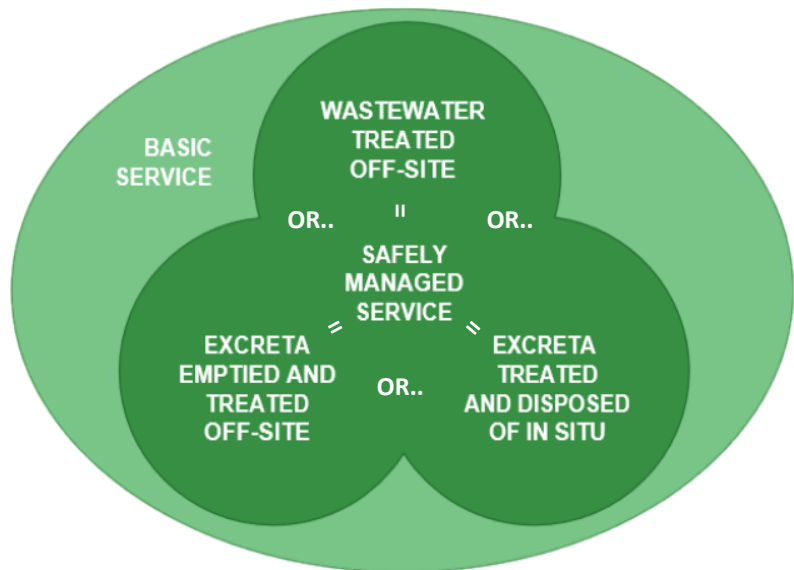 WASTEWATER
TREATED
OFF-SITE
BASIC
SERVICE
OR..
=
OR..
SAFELY
MANAGED
SERVICE
=
=
EXCRETA
EMPTIED AND
TREATED
OFF-SITE
OR..
EXCRETA
TREATED
AND DISPOSED
OF IN SITU